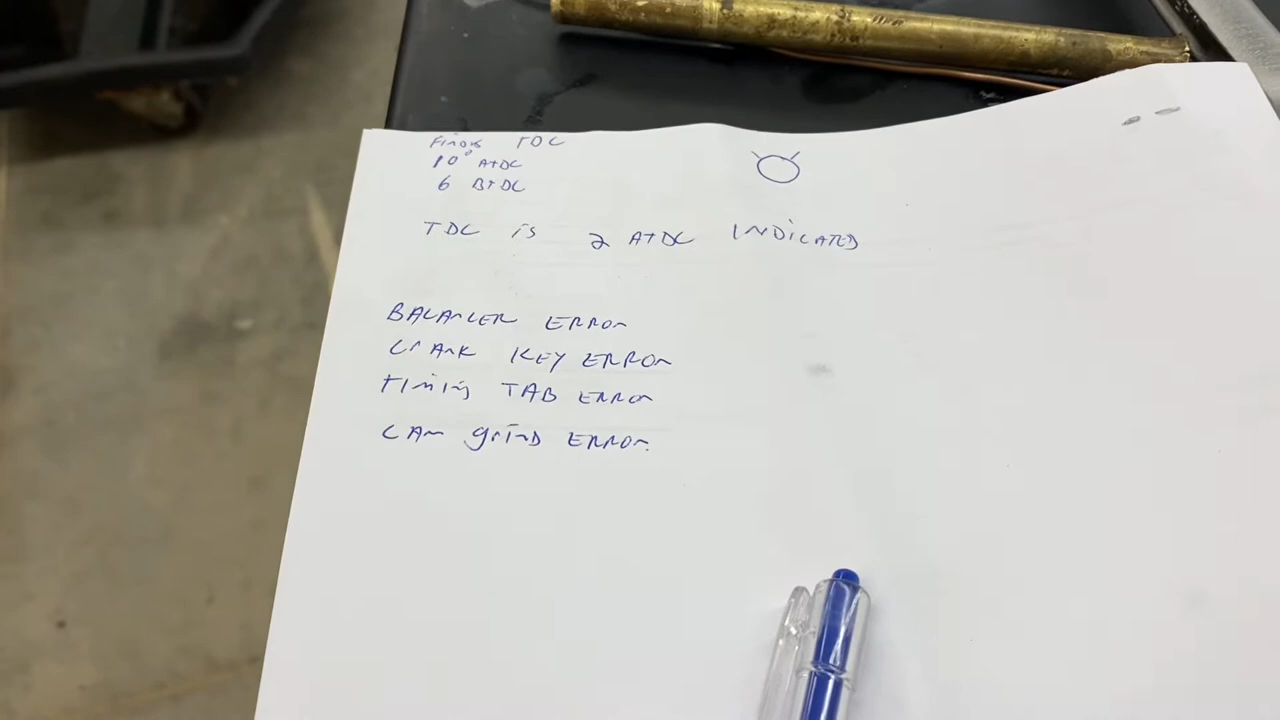 Finding TDC
10° ATDC
6 BTDC
TDC is 2 ATDC INDICATED
BALANCER ERROR
CRANK KEY ERROR
TIMING TAB ERROR
CAM GRIND ERROR